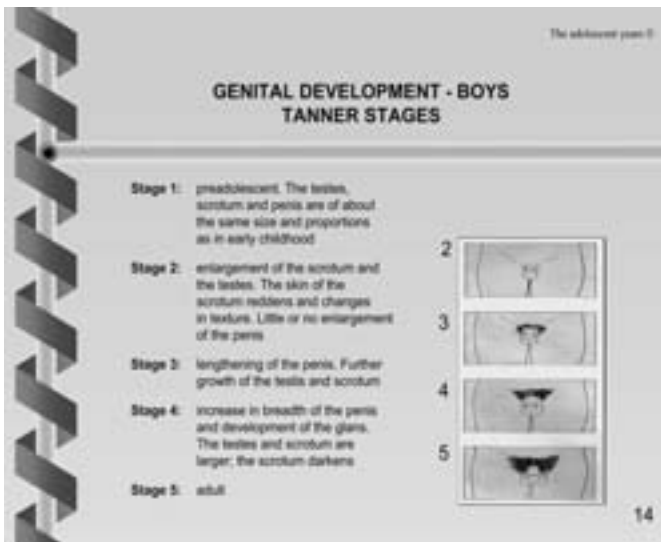 The adolescent years ©
GENITAL DEVELOPMENT - BOYS
TANNER STAGES
Stage 1: preadolescent. The testes,
scrotum and penis are of about
the same size and proportions
as in early childhood
Stage 2: enlargement of the scrotum and
the testes. The skin of the
scrotum reddens and changes
in texture. Little or no enlargement
of the penis
Stage 3: lengthening of the penis. Further
growth of the testis and scrotum
Stage 4: increase in breadth of the penis
and development of the glans.
The testes and scrotum are
larger; the scrotum darkens
Stage 5: adult
2
3
4
5
14